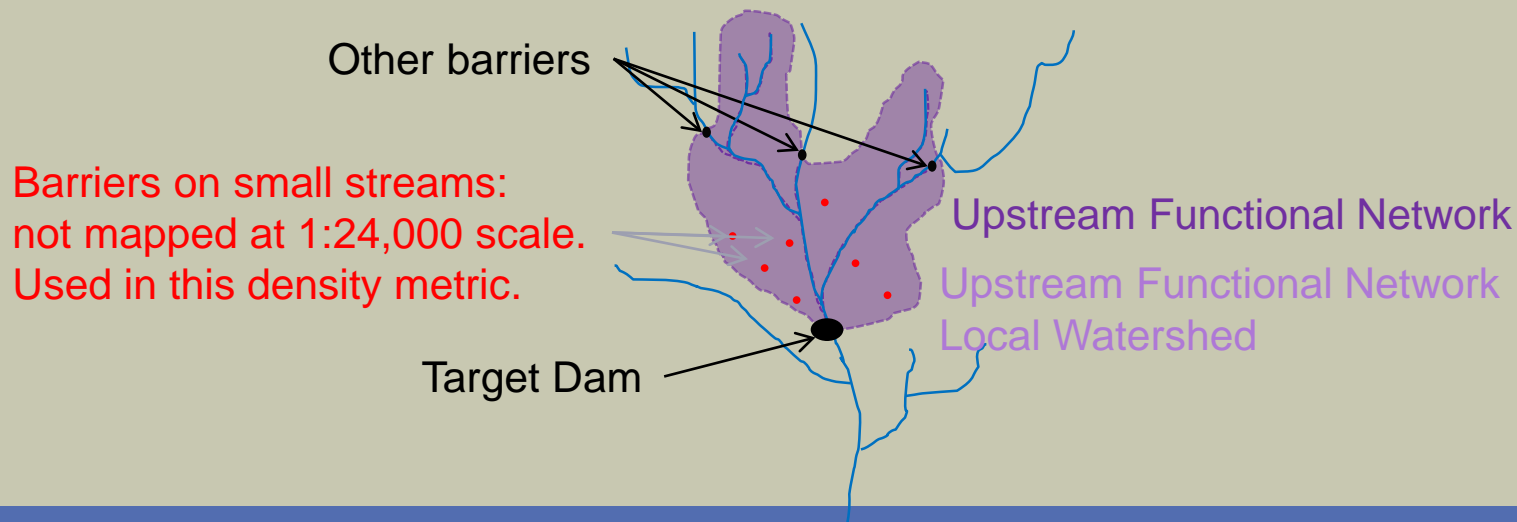 Other barriers
Barriers on small streams:
not mapped at 1:24,000 scale.
Used in this density metric.
Upstream Functional Network
Upstream Functional Network
Local Watershed
Target Dam